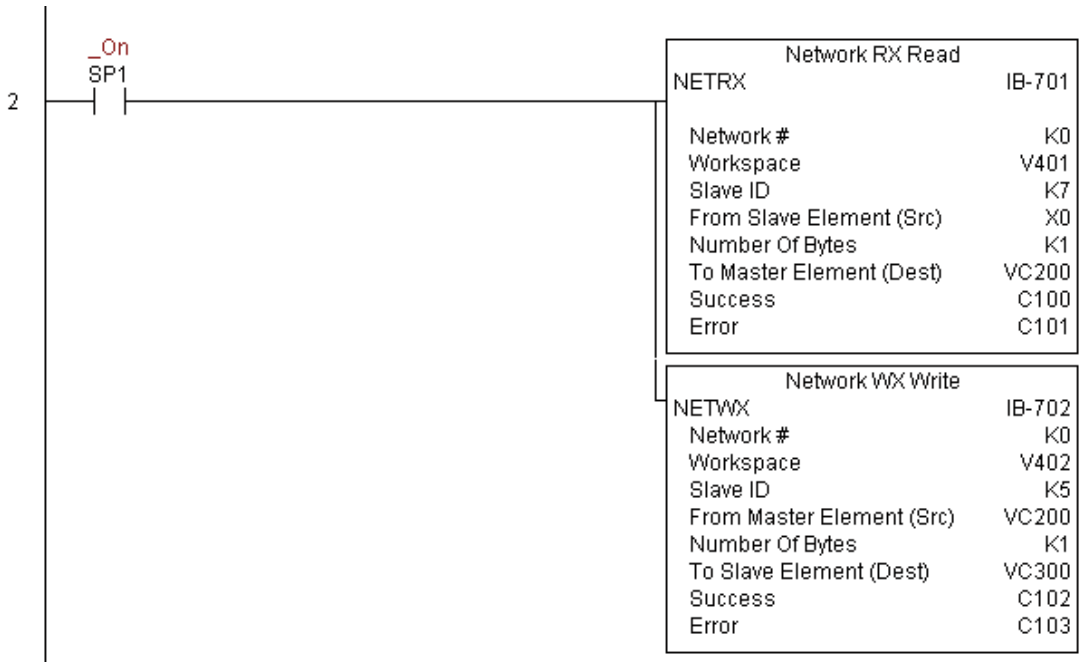 _On
SP1
2
Network RX Read
NETRX IB-701
Network # K0
Workspace V401
Slave ID K7
From Slave Element (Src) X0
Number Of Bytes K1
To Master Element (Dest) VC200
Success C100
Error C101
Network WX Write
NETWX IB-702
Network # K0
Workspace V402
Slave ID K5
From Master Element (Src) VC200
Number Of Bytes K1
To Slave Element (Dest) VC300
Success C102
Error C103